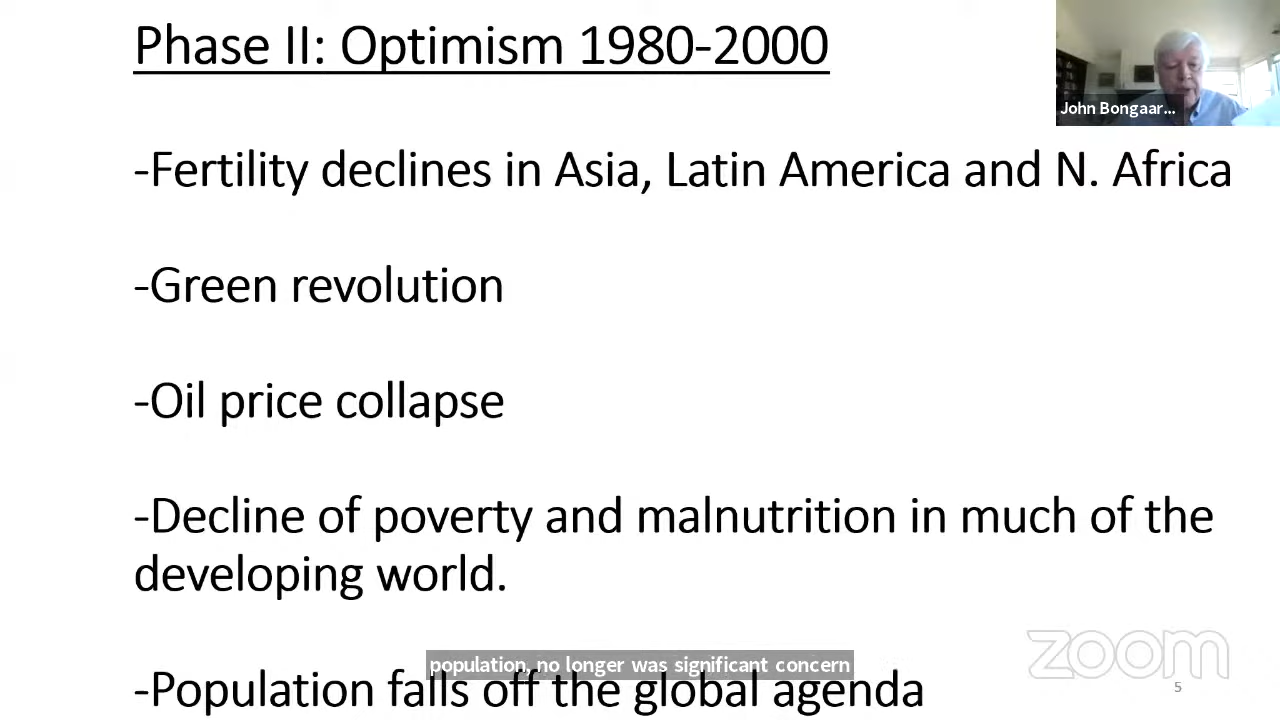 Phase II: Optimism 1980-2000
John Bongaar...
-Fertility declines in Asia, Latin America and N. Africa
-Green revolution
-Oil price collapse
-Decline of poverty and malnutrition in much of the
developing world.
population, no longer was significant concern
-Population falls off the global agenda
zoom
5